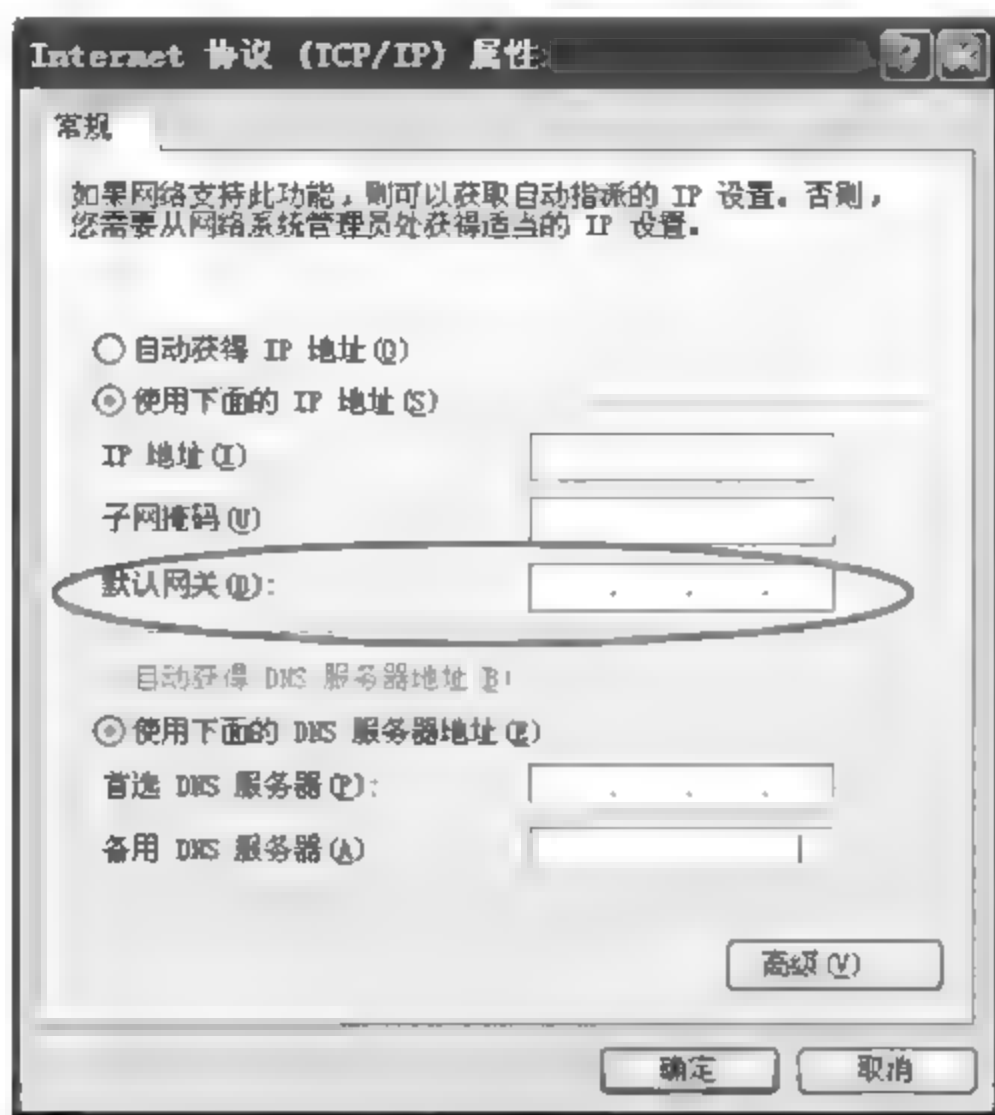 Internet 协议 (TCP/IP) 属性
常规
如果网络支持此功能，则可以获取自动指派的 IP 设置。否则，
您需要从网络系统管理员处获得适当的 IP 设置。
自动获得 IP 地址(O)
使用下面的 IP 地址(S)
IP 地址(I)
子网掩码(U)
默认网关(D):
自动获得 DNS 服务器地址 B:
使用下面的 DNS 服务器地址(E)
首选 DNS 服务器(P):
备用 DNS 服务器(A)
高级(V)
确定
取消